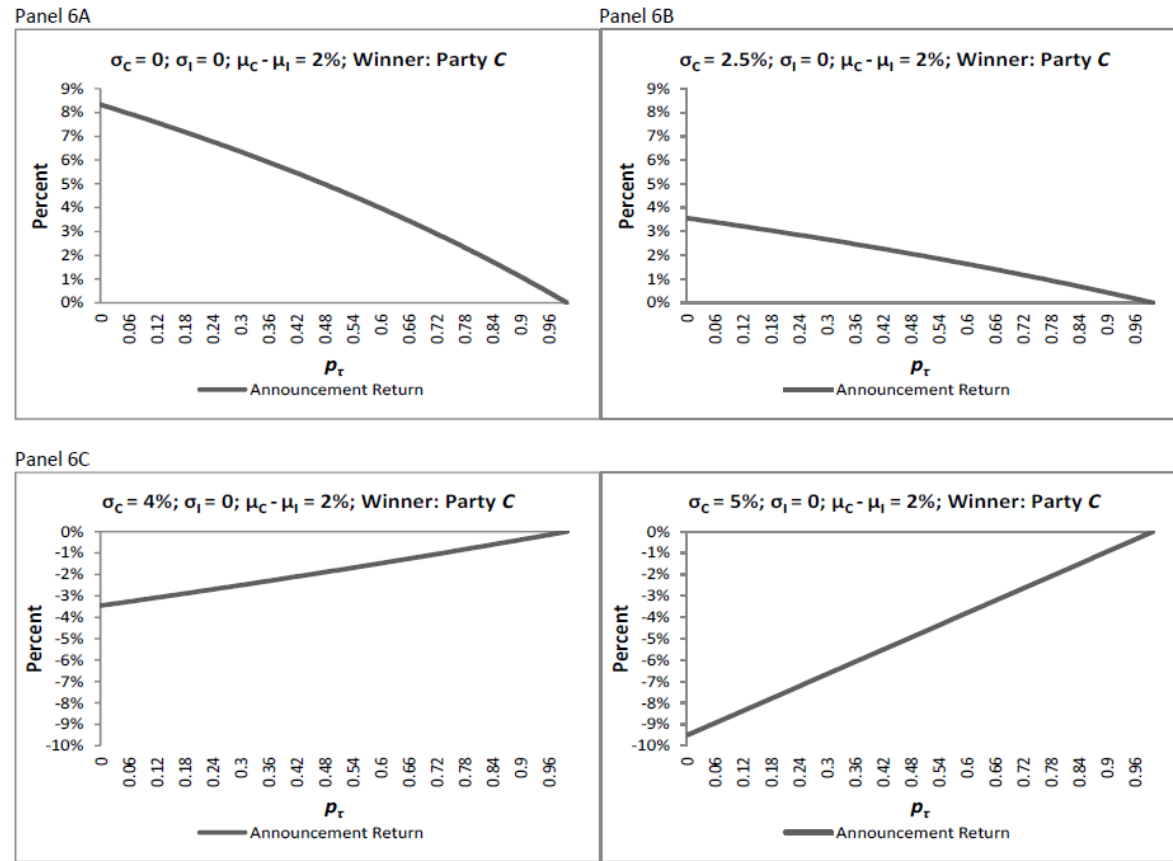 Panel 6A
σC = 0; σI = 0; μC - μI = 2%; Winner: Party C
9%
8%
7%
6%
5%
4%
3%
2%
1%
0%
Percent
0 0.06 0.12 0.18 0.24 0.3 0.36 0.42 0.48 0.54 0.6 0.66 0.72 0.78 0.84 0.9 0.96
pτ
Announcement Return
Panel 6B
σC = 2.5%; σI = 0; μC - μI = 2%; Winner: Party C
9%
8%
7%
6%
5%
4%
3%
2%
1%
0%
Percent
0 0.06 0.12 0.18 0.24 0.3 0.36 0.42 0.48 0.54 0.6 0.66 0.72 0.78 0.84 0.9 0.96
pτ
Announcement Return
Panel 6C
σC = 4%; σI = 0; μC - μI = 2%; Winner: Party C
0%
-1%
-2%
-3%
-4%
-5%
-6%
-7%
-8%
-9%
-10%
Percent
0 0.06 0.12 0.18 0.24 0.3 0.36 0.42 0.48 0.54 0.6 0.66 0.72 0.78 0.84 0.9 0.96
pτ
Announcement Return
σC = 5%; σI = 0; μC - μI = 2%; Winner: Party C
0%
-1%
-2%
-3%
-4%
-5%
-6%
-7%
-8%
-9%
-10%
Percent
0 0.06 0.12 0.18 0.24 0.3 0.36 0.42 0.48 0.54 0.6 0.66 0.72 0.78 0.84 0.9 0.96
pτ
Announcement Return